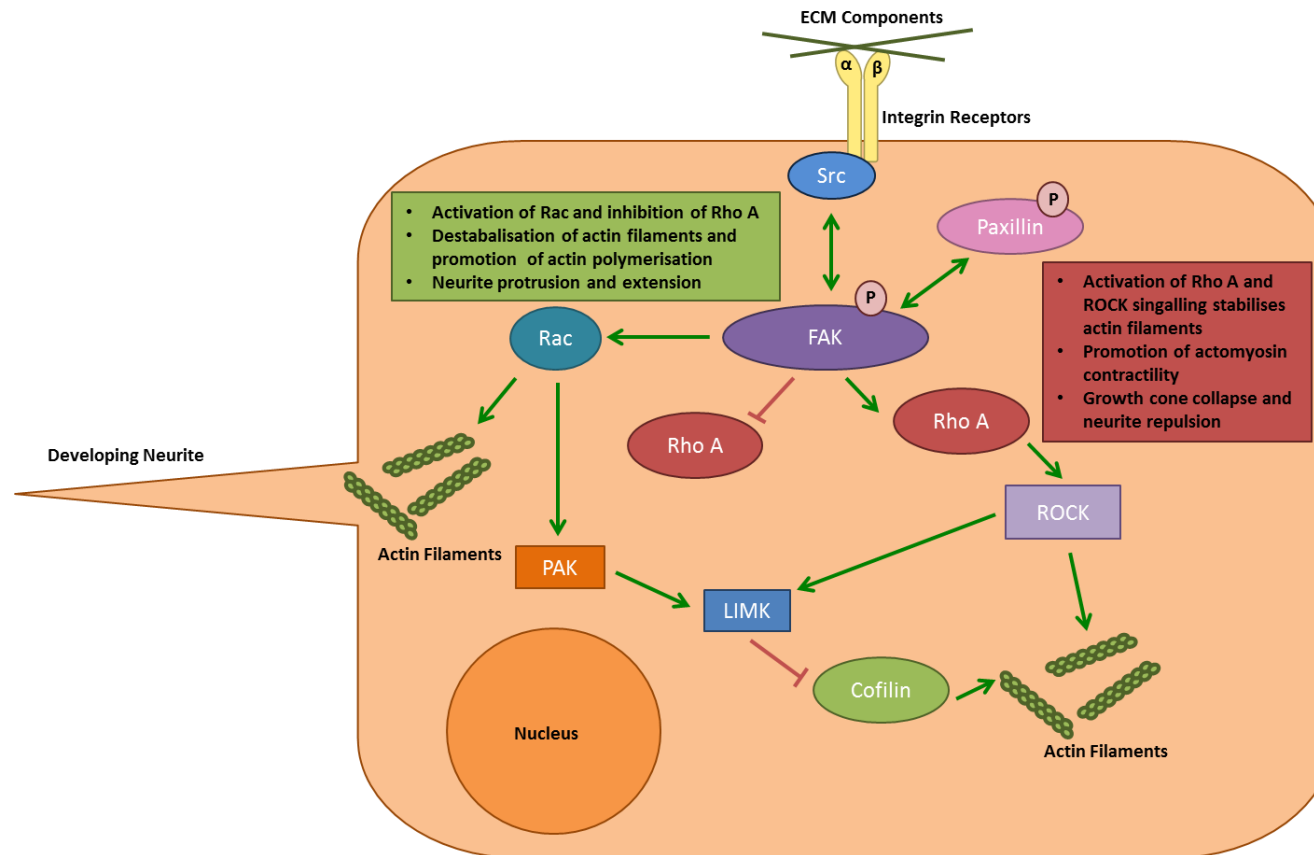 ECM Components
α β
Integrin Receptors
Src
P
Paxillin
• Activation of Rac and inhibition of Rho A
• Destabalisation of actin filaments and
promotion of actin polymerisation
• Neurite protrusion and extension
• Activation of Rho A and
ROCK singalling stabilises
actin filaments
• Promotion of actomyosin
contractility
• Growth cone collapse and
neurite repulsion
P
Rac
FAK
Rho A
Rho A
Developing Neurite
ROCK
Actin Filaments
PAK
LIMK
Cofilin
Nucleus
Actin Filaments